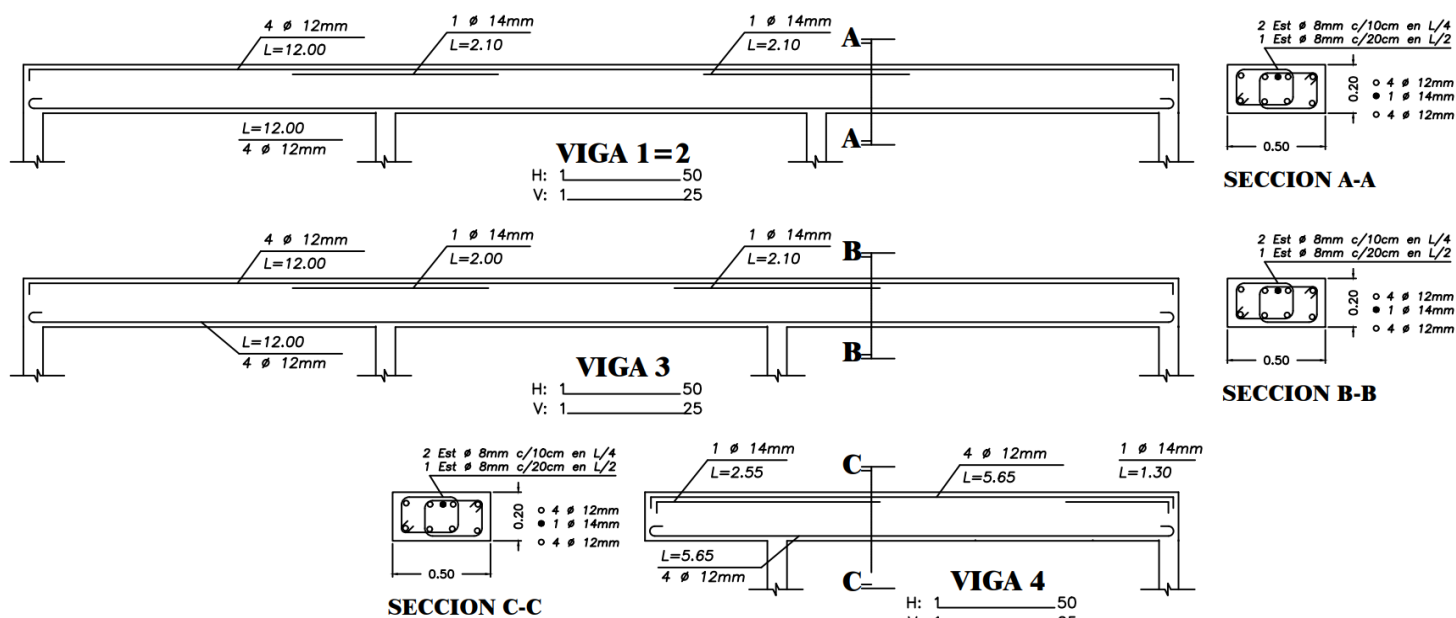 4 ø 12mm
L=12.00
1 ø 14mm
L=2.10
1 ø 14mm
L=2.10
A
A
L=12.00
4 ø 12mm
VIGA 1=2
H: 1 50
V: 1 25
2 Est ø 8mm c/10cm en L/4
1 Est ø 8mm c/20cm en L/2
0.20
4 ø 12mm
1 ø 14mm
4 ø 12mm
0.50
SECCION A-A
4 ø 12mm
L=12.00
1 ø 14mm
L=2.00
1 ø 14mm
L=2.10
B
B
L=12.00
4 ø 12mm
VIGA 3
H: 1 50
V: 1 25
2 Est ø 8mm c/10cm en L/4
1 Est ø 8mm c/20cm en L/2
0.20
4 ø 12mm
1 ø 14mm
4 ø 12mm
0.50
SECCION B-B
2 Est ø 8mm c/10cm en L/4
1 Est ø 8mm c/20cm en L/2
0.20
4 ø 12mm
1 ø 14mm
4 ø 12mm
0.50
SECCION C-C
1 ø 14mm
L=2.55
C
C
4 ø 12mm
L=5.65
1 ø 14mm
L=1.30
L=5.65
4 ø 12mm
VIGA 4
H: 1 50